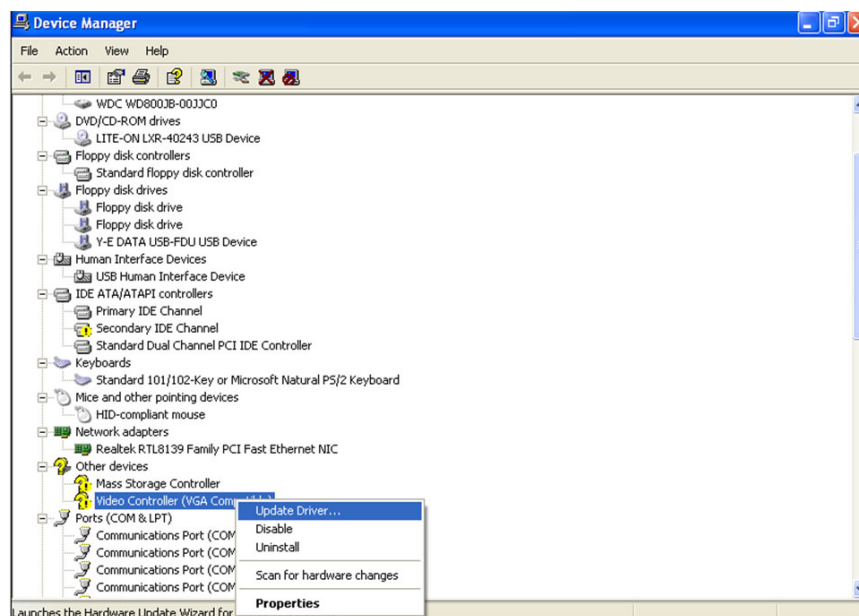 Device Manager
File Action View Help
WDC WD800JB-00JJC0
DVD/CD-ROM drives
LITE-ON LXR-40243 USB Device
Floppy disk controllers
Standard floppy disk controller
Floppy disk drives
Floppy disk drive
Floppy disk drive
Y-E DATA USB-FDU USB Device
Human Interface Devices
USB Human Interface Device
IDE ATA/ATAPI controllers
Primary IDE Channel
Secondary IDE Channel
Standard Dual Channel PCI IDE Controller
Keyboards
Standard 101/102-Key or Microsoft Natural PS/2 Keyboard
Mice and other pointing devices
HID-compliant mouse
Network adapters
Realtek RTL8139 Family PCI Fast Ethernet NIC
Other devices
Mass Storage Controller
Video Controller (VGA
Update Driver...
Ports (COM & LPT)
Disable
Communications Port (COM
Uninstall
Communications Port (COM
Communications Port (COM
Scan for hardware changes
Communications Port (COM
Properties
Launches the Hardware Update Wizard for